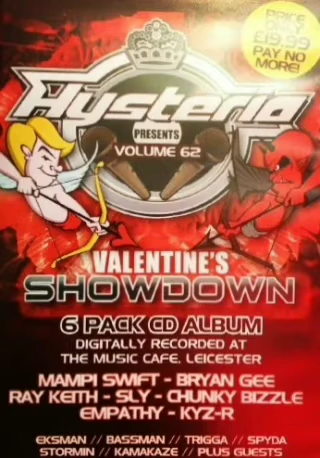 PRICE
ONLY
£19.99
PAY NO
MORE!
Hysteria
PRESENTS
VOLUME 62
VALENTINE'S
SHOWDOWN
6 PACK CD ALBUM
DIGITALLY RECORDED AT
THE MUSIC CAFE, LEICESTER
MAMPI SWIFT - BRYAN GEE
RAY KEITH - SLY - CHUNKY BIZZLE
EMPATHY - KYZ-R
EKSMAN // BASSMAN // TRIGGA // SPYDA
STORMIN // KAMAKAZE // PLUS GUESTS